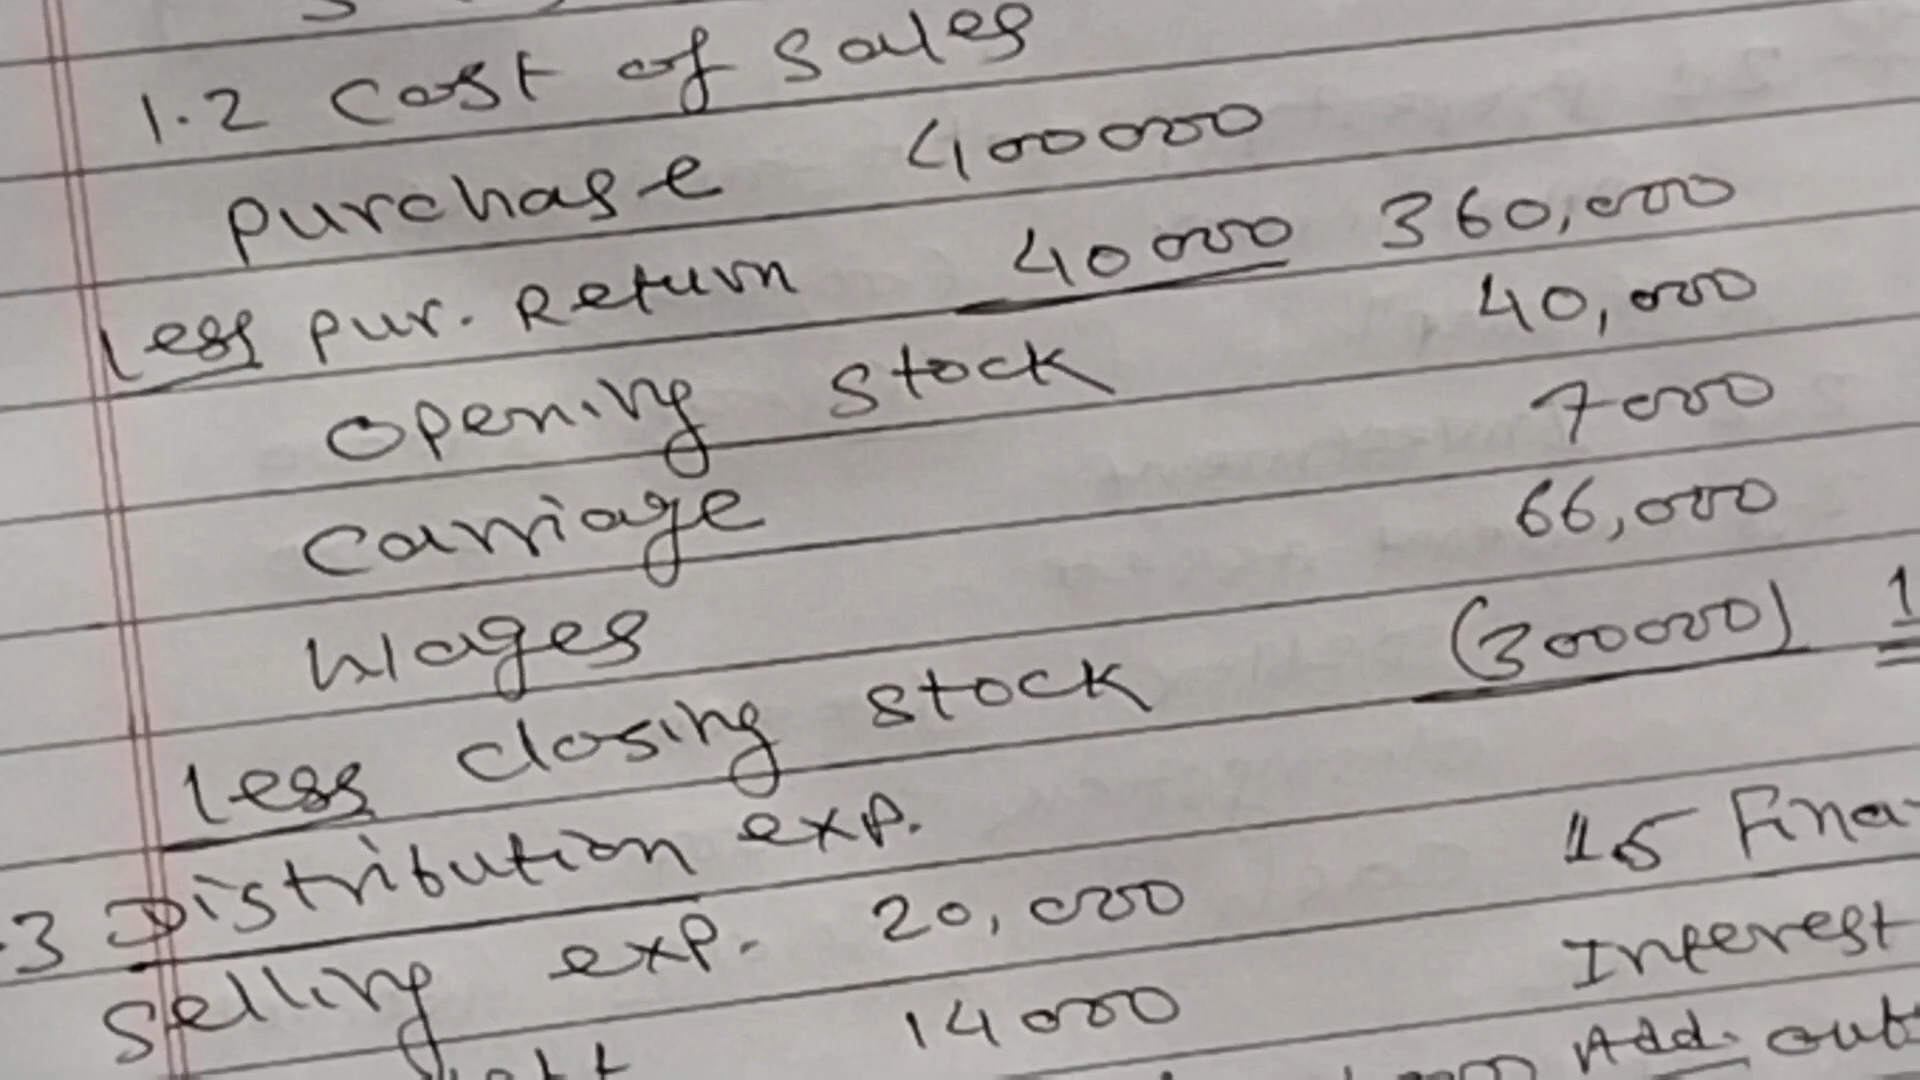 1.2 Cost of Sales
Purchase 400000
Less Pur. Return 40000 360,000
Opening Stock 40,000
Carriage 7000
Wages 66,000
Less closing Stock (300000) 1
.3 Distribution exp.
Selling exp. 20,000
14000
15 Fina
Interest
Add. out